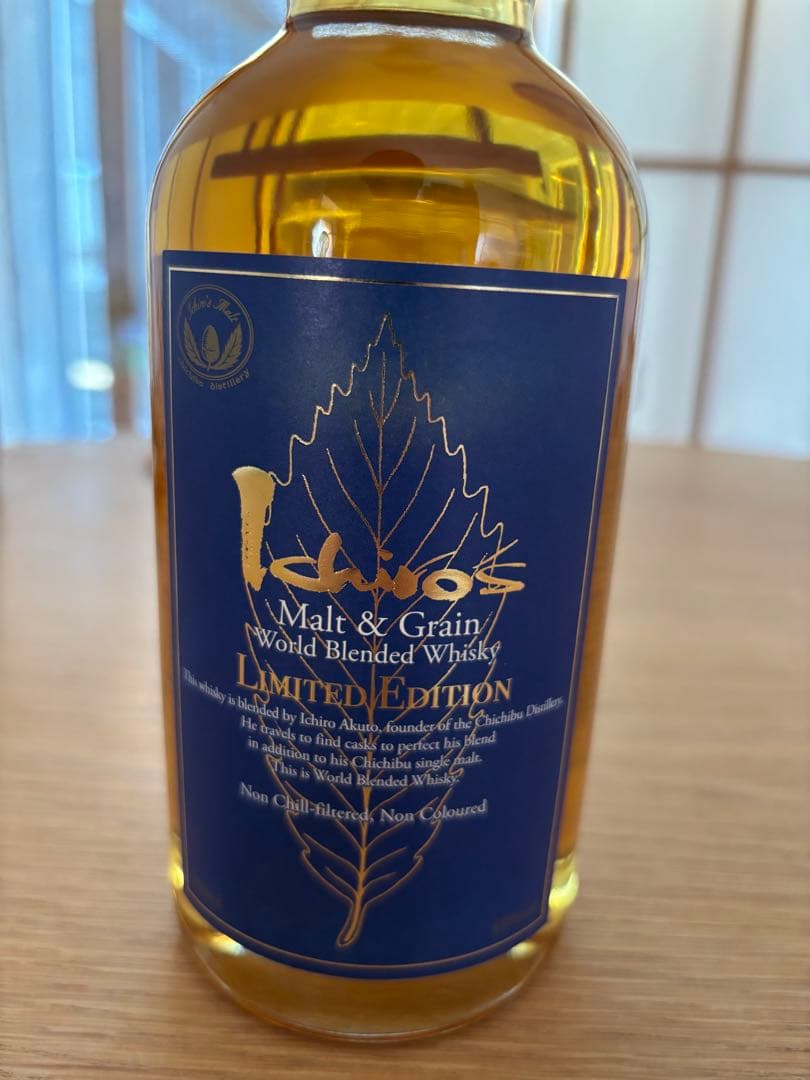 Ichiro's Malt
Chichibu distillery
Ichiro's
Malt & Grain
World Blended Whisky
LIMITED EDITION
This whisky is blended by Ichiro Akuto, founder of the Chichibu Distillery.
He travels to find casks to perfect his blend
in addition to his Chichibu single malt.
This is World Blended Whisky.
Non Chill-filtered, Non Coloured